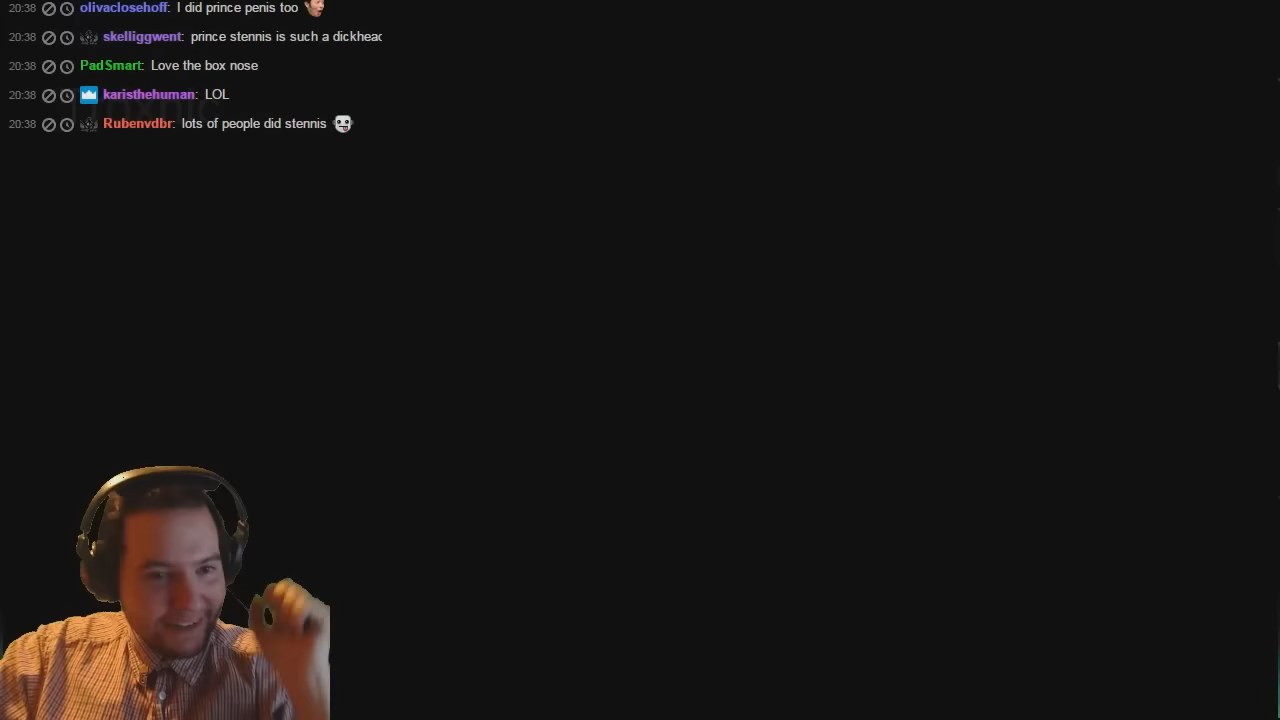 20:38 olivaclosehoff: I did prince penis too
20:38 skelliggwent: prince stennis is such a dickhead
20:38 PadSmart: Love the box nose
20:38 karisthehuman: LOL
20:38 Rubenvdbr: lots of people did stennis